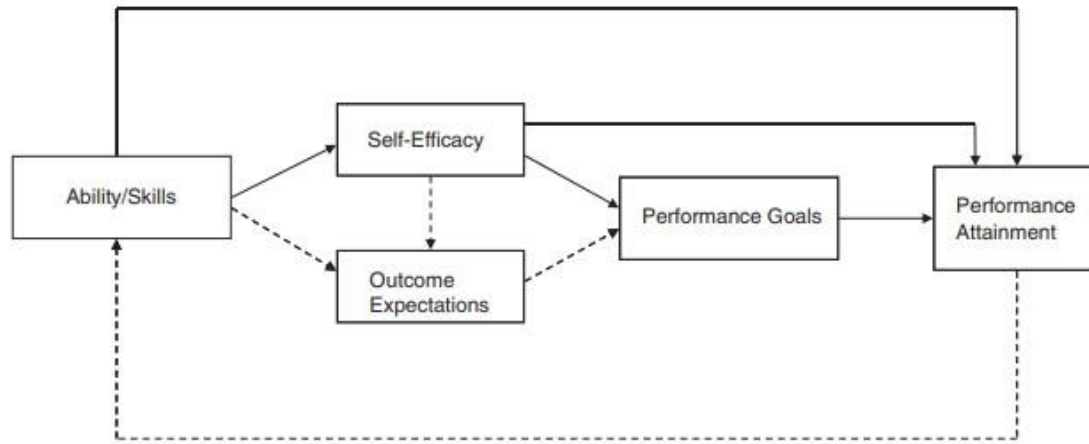 Self-Efficacy
Ability/Skills
Performance Goals
Performance
Attainment
Outcome
Expectations